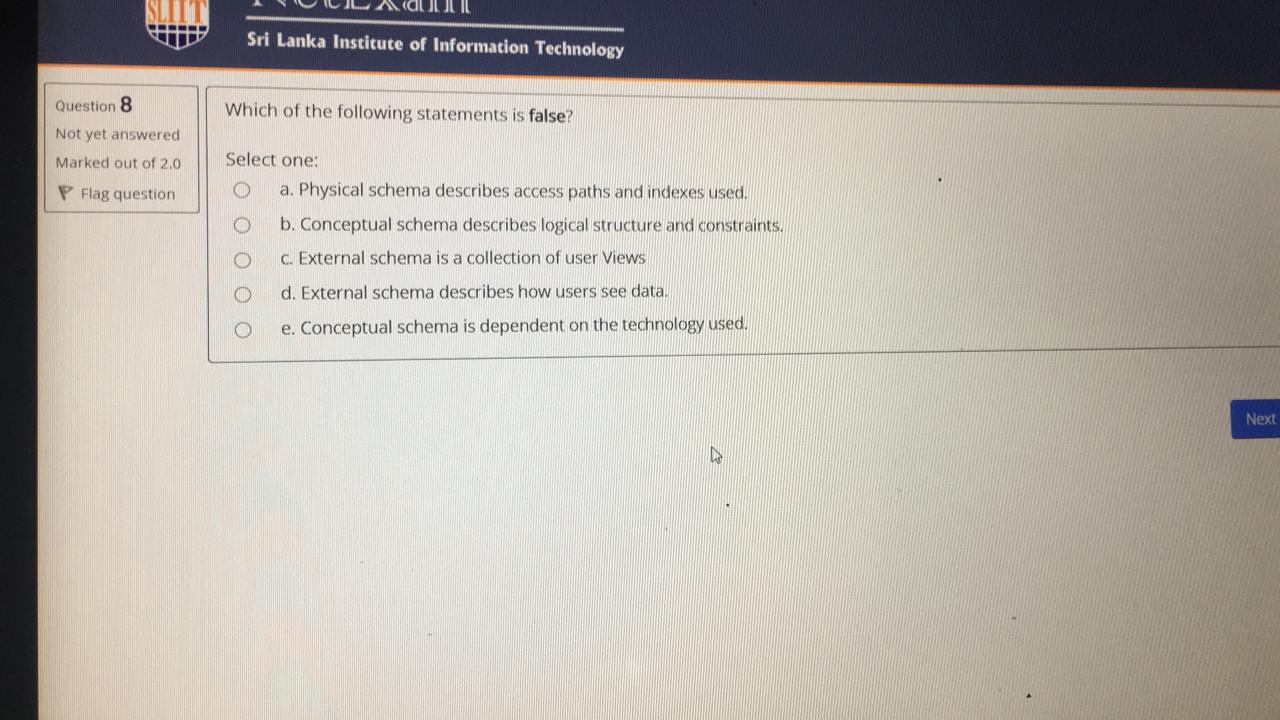 SLIIT
NetExam
Sri Lanka Institute of Information Technology
Question 8
Not yet answered
Marked out of 2.0
Flag question
Which of the following statements is false?
Select one:
a. Physical schema describes access paths and indexes used.
b. Conceptual schema describes logical structure and constraints.
c. External schema is a collection of user Views
d. External schema describes how users see data.
e. Conceptual schema is dependent on the technology used.
Next